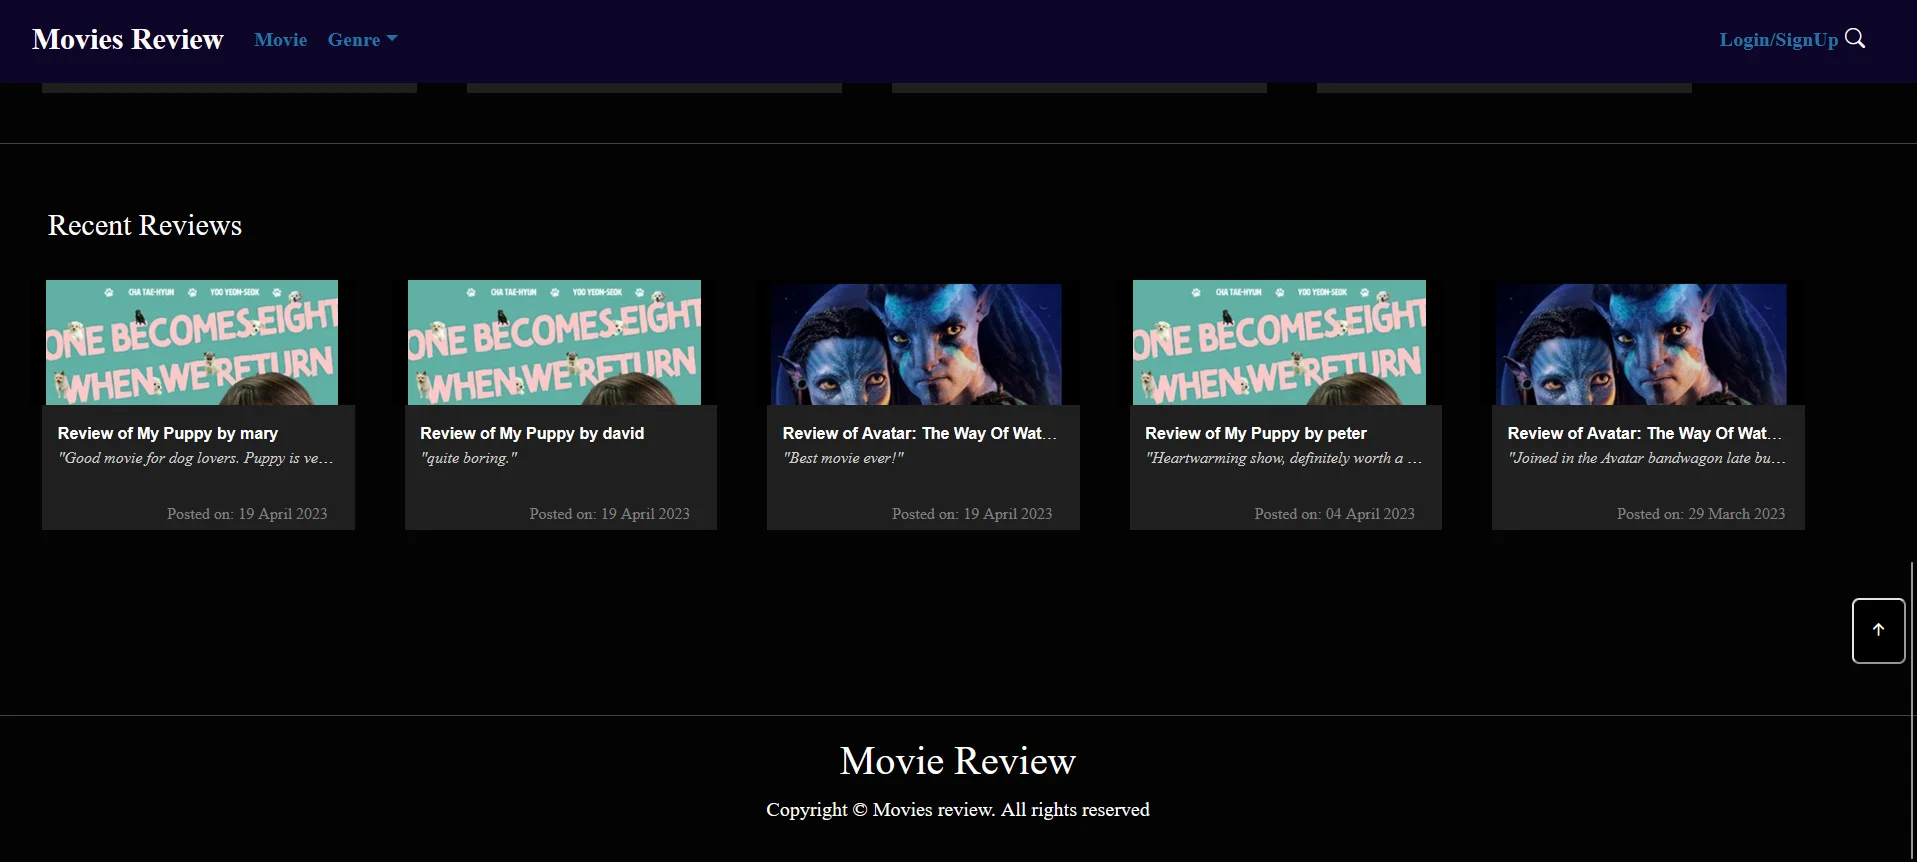 Movies Review Movie Genre Login/SignUp
Recent Reviews
CHA TAE-HYUN YOO YEON-SEOK
ONE BECOMES EIGHT
WHEN WE RETURN
Review of My Puppy by mary
"Good movie for dog lovers. Puppy is ve...
Posted on: 19 April 2023
CHA TAE-HYUN YOO YEON-SEOK
ONE BECOMES EIGHT
WHEN WE RETURN
Review of My Puppy by david
"quite boring."
Posted on: 19 April 2023
Review of Avatar: The Way Of Wat...
"Best movie ever!"
Posted on: 19 April 2023
CHA TAE-HYUN YOO YEON-SEOK
ONE BECOMES EIGHT
WHEN WE RETURN
Review of My Puppy by peter
"Heartwarming show, definitely worth a ...
Posted on: 04 April 2023
Review of Avatar: The Way Of Wat...
"Joined in the Avatar bandwagon late bu...
Posted on: 29 March 2023
Movie Review
Copyright © Movies review. All rights reserved